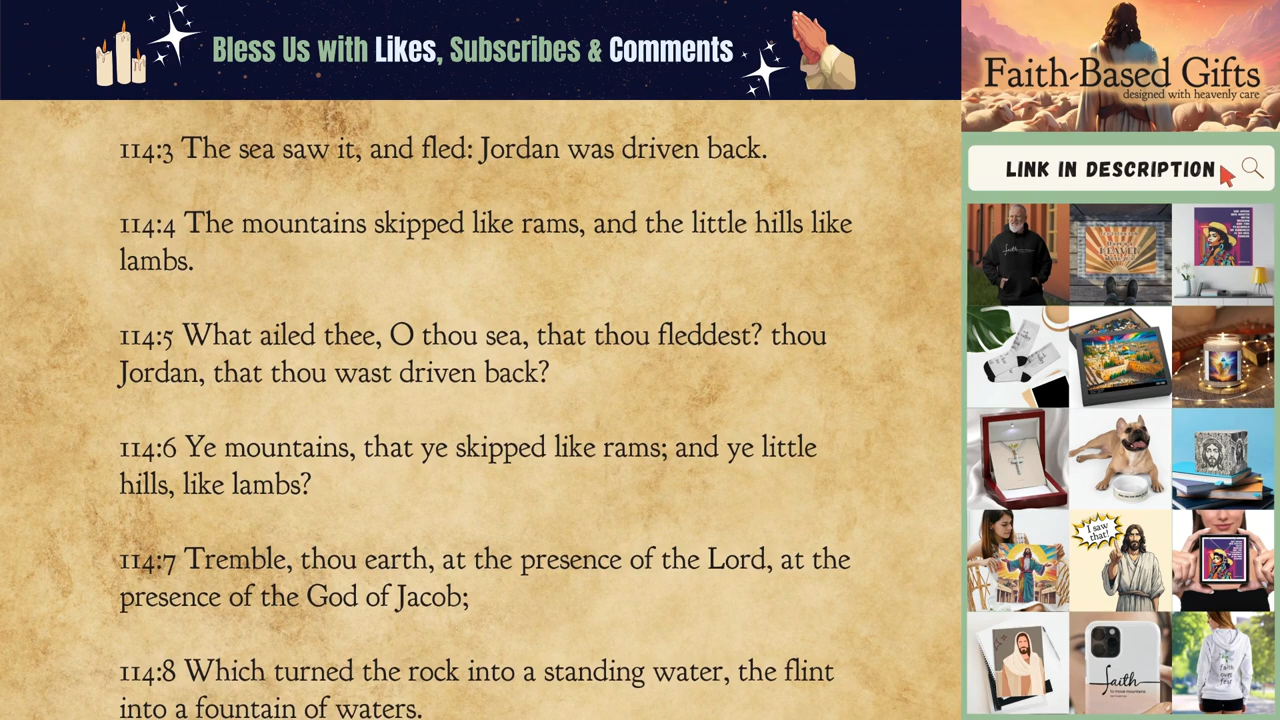 Bless Us with Likes, Subscribes & Comments
Faith-Based Gifts
designed with heavenly care
LINK IN DESCRIPTION
114:3 The sea saw it, and fled: Jordan was driven back.
114:4 The mountains skipped like rams, and the little hills like
lambs.
114:5 What ailed thee, O thou sea, that thou fleddest? thou
Jordan, that thou wast driven back?
114:6 Ye mountains, that ye skipped like rams; and ye little
hills, like lambs?
114:7 Tremble, thou earth, at the presence of the Lord, at the
presence of the God of Jacob;
114:8 Which turned the rock into a standing water, the flint
into a fountain of waters.
faith
HEAVEN
I saw
that!
faith
faith
over
fear